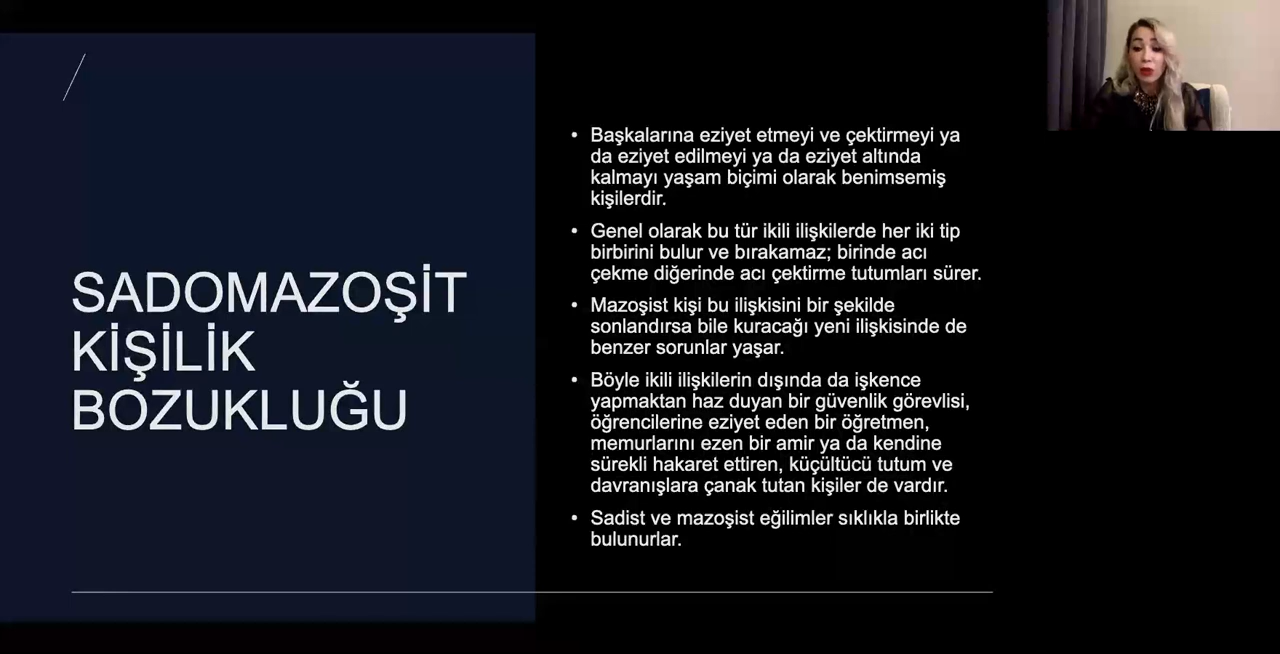 SADOMAZOŞİT
KİŞİLİK
BOZUKLUĞU
• Başkalarına eziyet etmeyi ve çektirmeyi ya
da eziyet edilmeyi ya da eziyet altında
kalmayı yaşam biçimi olarak benimsemiş
kişilerdir.
• Genel olarak bu tür ikili ilişkilerde her iki tip
birbirini bulur ve bırakamaz; birinde acı
çekme diğerinde acı çektirme tutumları sürer.
• Mazoşist kişi bu ilişkisini bir şekilde
sonlandırsa bile kuracağı yeni ilişkisinde de
benzer sorunlar yaşar.
• Böyle ikili ilişkilerin dışında da işkence
yapmaktan haz duyan bir güvenlik görevlisi,
öğrencilerine eziyet eden bir öğretmen,
memurlarını ezen bir amir ya da kendine
sürekli hakaret ettiren, küçültücü tutum ve
davranışlara çanak tutan kişiler de vardır.
• Sadist ve mazoşist eğilimler sıklıkla birlikte
bulunurlar.